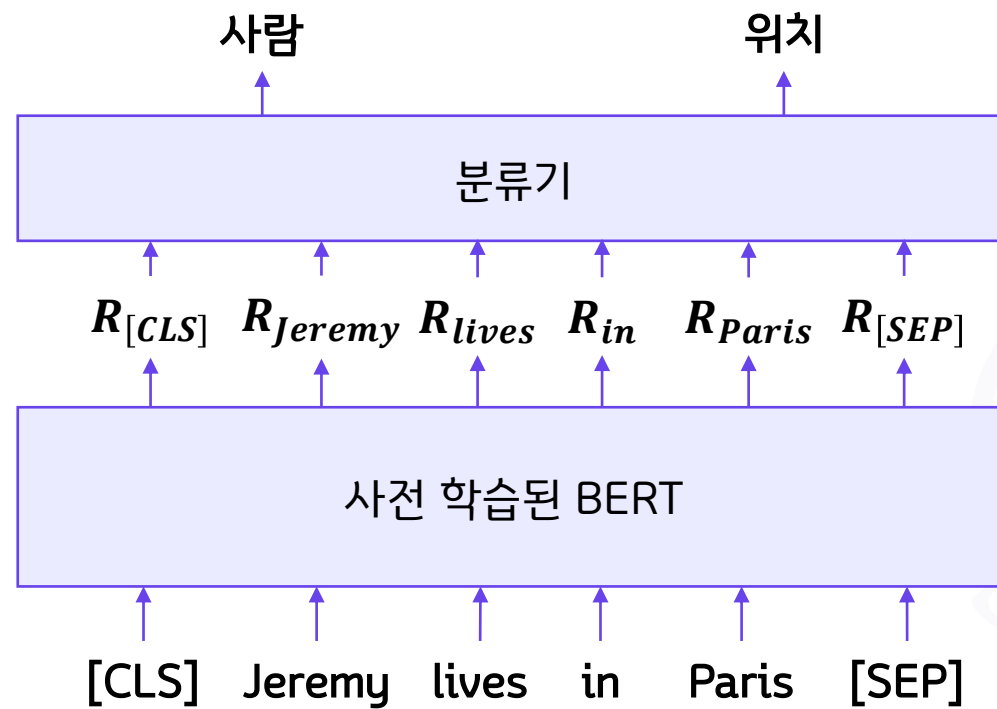 사람 위치
분류기
R[CLS] RJeremy Rlives Rin RParis R[SEP]
사전 학습된 BERT
[CLS] Jeremy lives in Paris [SEP]